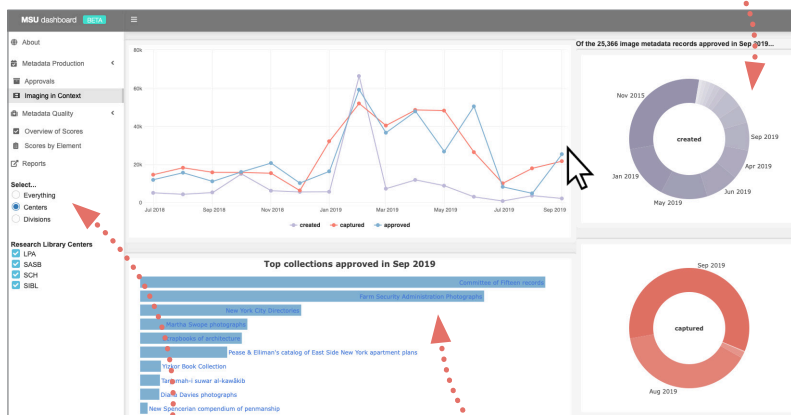 MSU dashboard BETA
About
Metadata Production
Approvals
Imaging in Context
Metadata Quality
Overview of Scores
Scores by Element
Reports
Select...
Everything
Centers
Divisions
Research Library Centers
LPA
SASB
SCH
SIBL
80k
60k
40k
20k
0
Jul 2018 Sep 2018 Nov 2018 Jan 2019 Mar 2019 May 2019 Jul 2019 Sep 2019
created captured approved
Top collections approved in Sep 2019
Committee of Fifteen records
Farm Security Administration Photographs
New York City Directories
Martha Swope photographs
Scrapbooks of architecture
Pease & Elliman's catalog of East Side New York apartment plans
Yizkor Book Collection
suwar al-kawākib
Diana Davies photographs
New Spencerian compendium of penmanship
Of the 25,366 image metadata records approved in Sep 2019...
Nov 2015
created
Sep 2019
Apr 2019
Jan 2019
Jun 2019
May 2019
Sep 2019
captured
Aug 2019